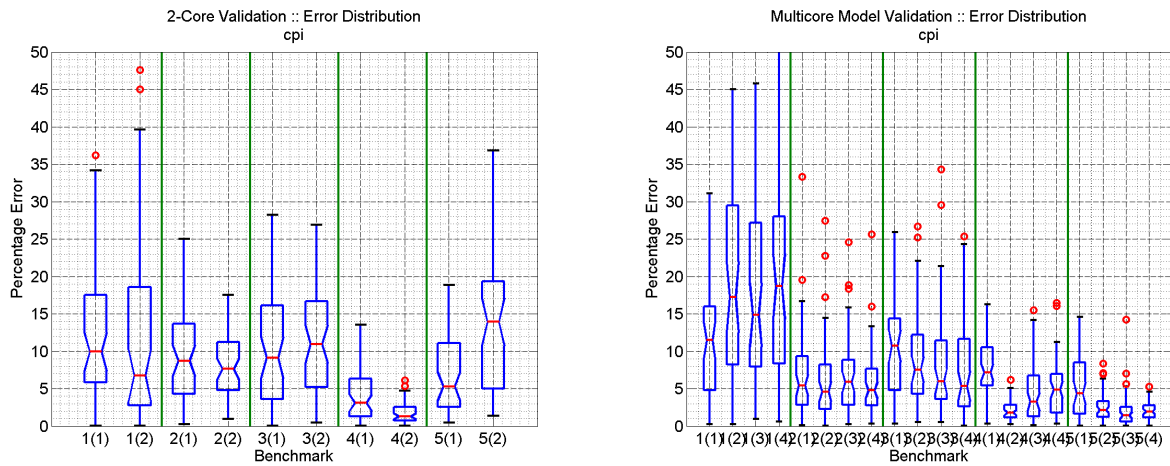 2-Core Validation :: Error Distribution
cpi
50
45
40
35
30
25
20
15
10
5
0
Percentage Error
1(1) 1(2) 2(1) 2(2) 3(1) 3(2) 4(1) 4(2) 5(1) 5(2)
Benchmark
Multicore Model Validation :: Error Distribution
cpi
50
45
40
35
30
25
20
15
10
5
0
Percentage Error
1(1) 1(2) 1(3) 1(4) 2(1) 2(2) 2(3) 2(4) 3(1) 3(2) 3(3) 3(4) 4(1) 4(2) 4(3) 4(4) 5(1) 5(2) 5(3) 5(4)
Benchmark